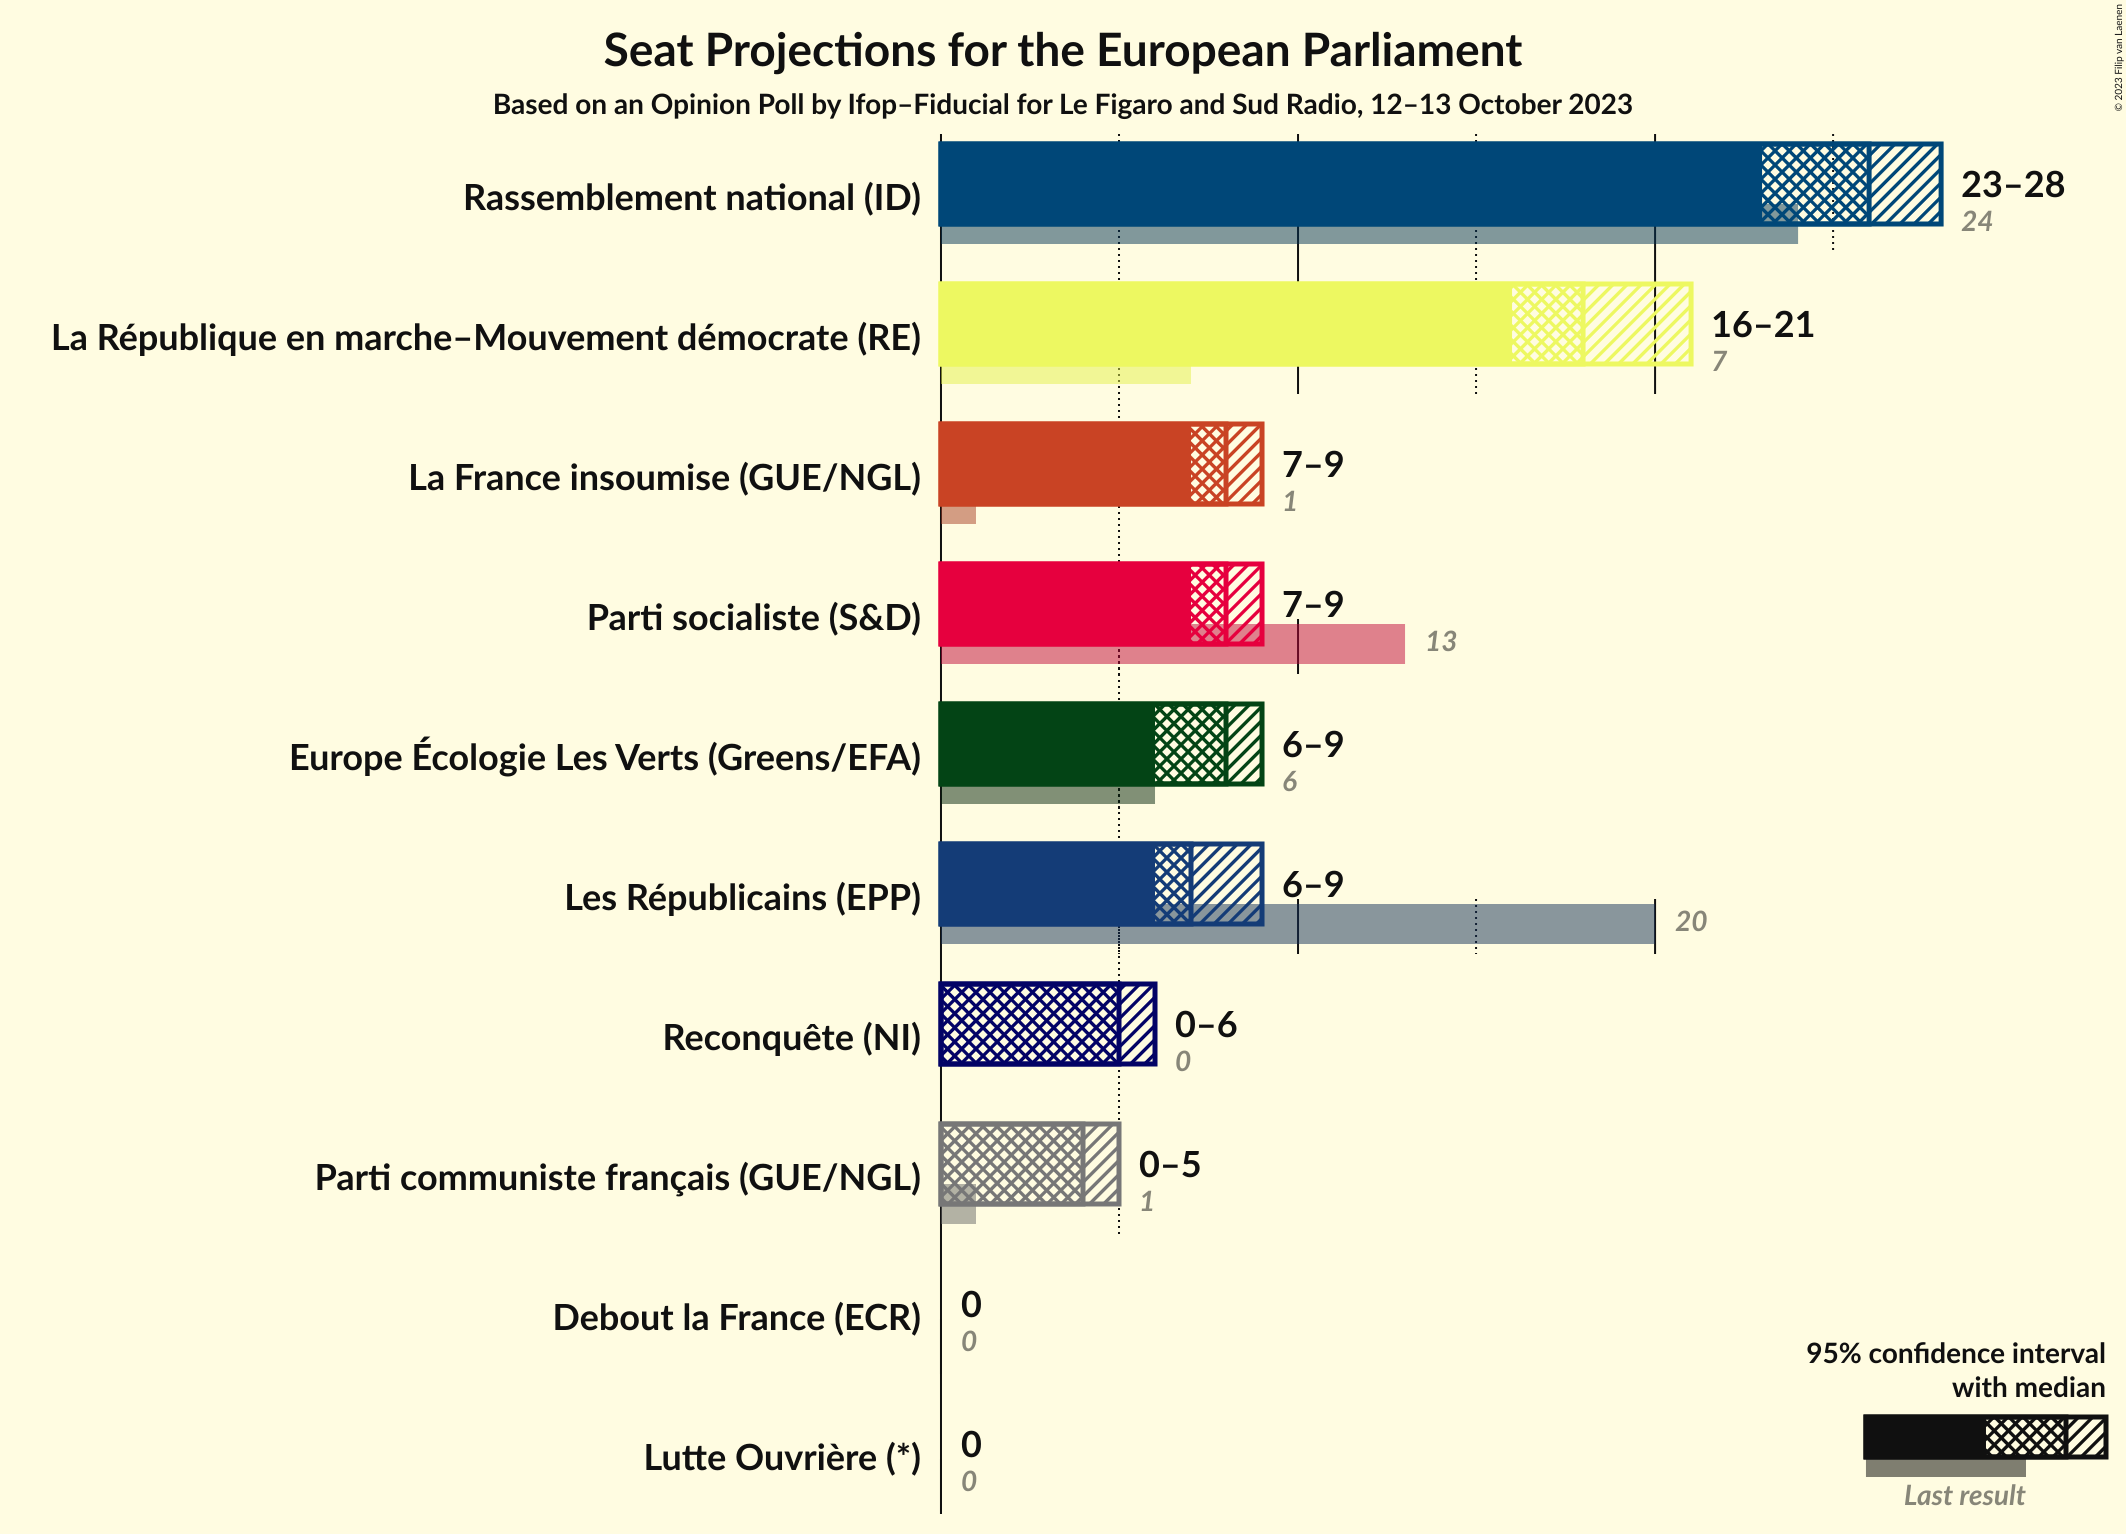 Seat Projections for the European Parliament
Based on an Opinion Poll by Ifop–Fiducial for Le Figaro and Sud Radio, 12–13 October 2023
© 2023 Filip van Laenen
Rassemblement national (ID)
23–28
24
La République en marche–Mouvement démocrate (RE)
16–21
7
La France insoumise (GUE/NGL)
7–9
1
Parti socialiste (S&D)
7–9
13
Europe Écologie Les Verts (Greens/EFA)
6–9
6
Les Républicains (EPP)
6–9
20
Reconquête (NI)
0–6
0
Parti communiste français (GUE/NGL)
0–5
1
Debout la France (ECR)
0
0
Lutte Ouvrière (*)
0
0
95% confidence interval
with median
Last result